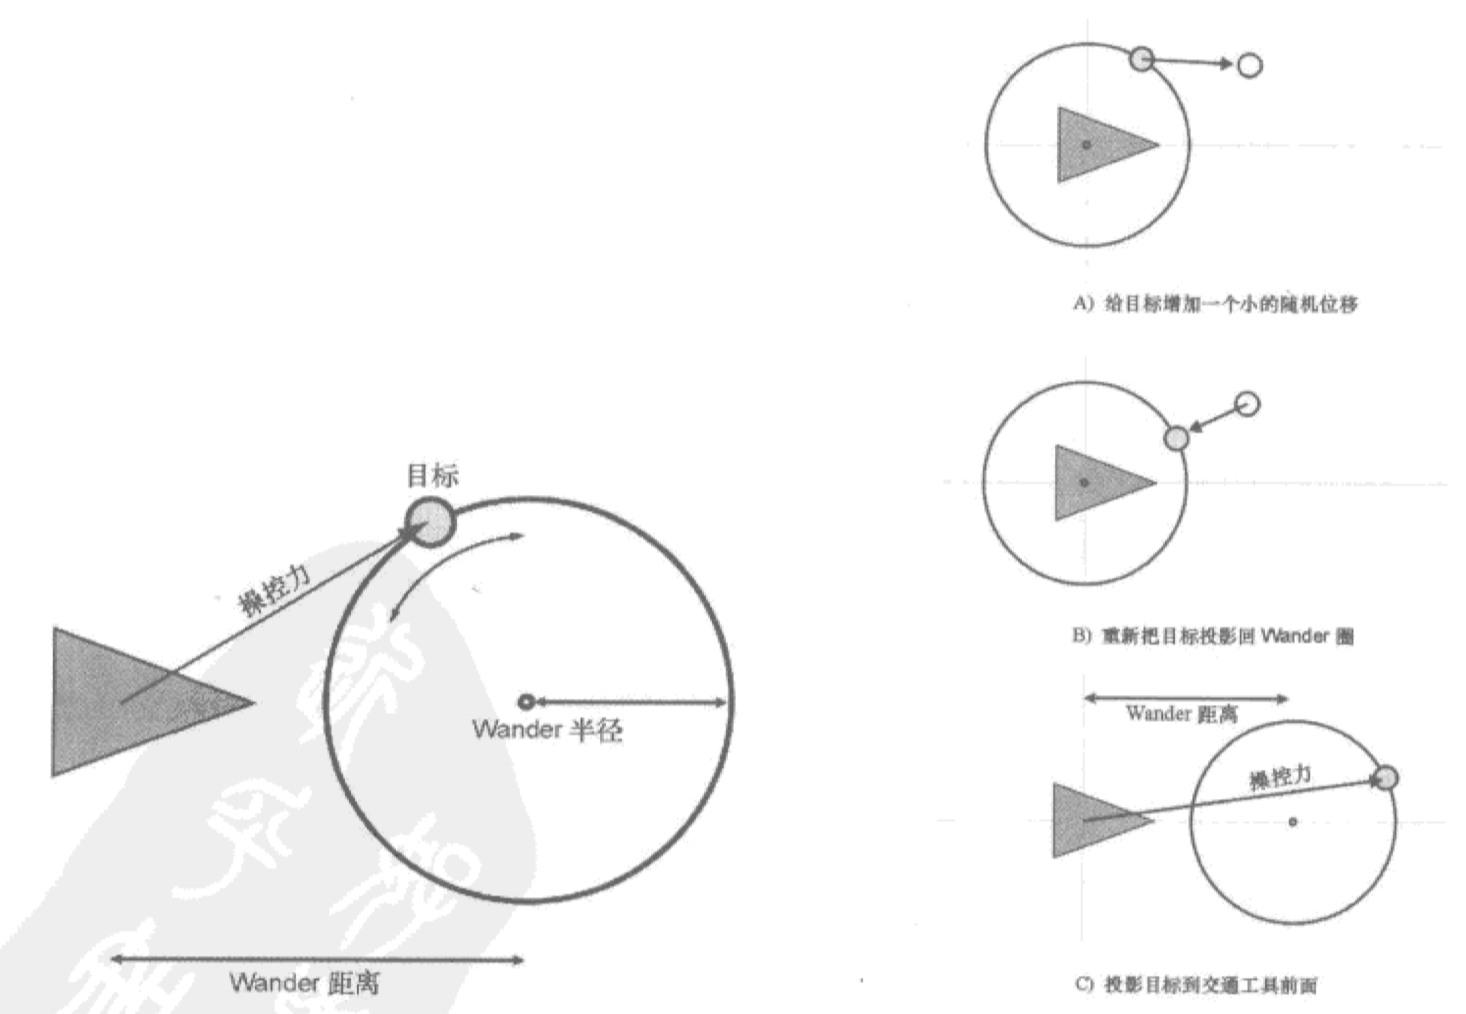 目标
操控力
Wander 半径
Wander 距离
A) 给目标增加一个小的随机位移
B) 重新把目标投影回 Wander 圈
Wander 距离
操控力
C) 投影目标到交通工具前面